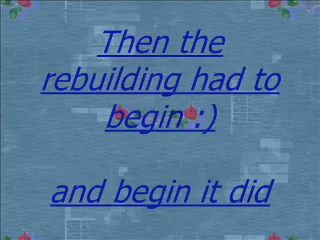 Then the
rebuilding had to
begin :)
and begin it did